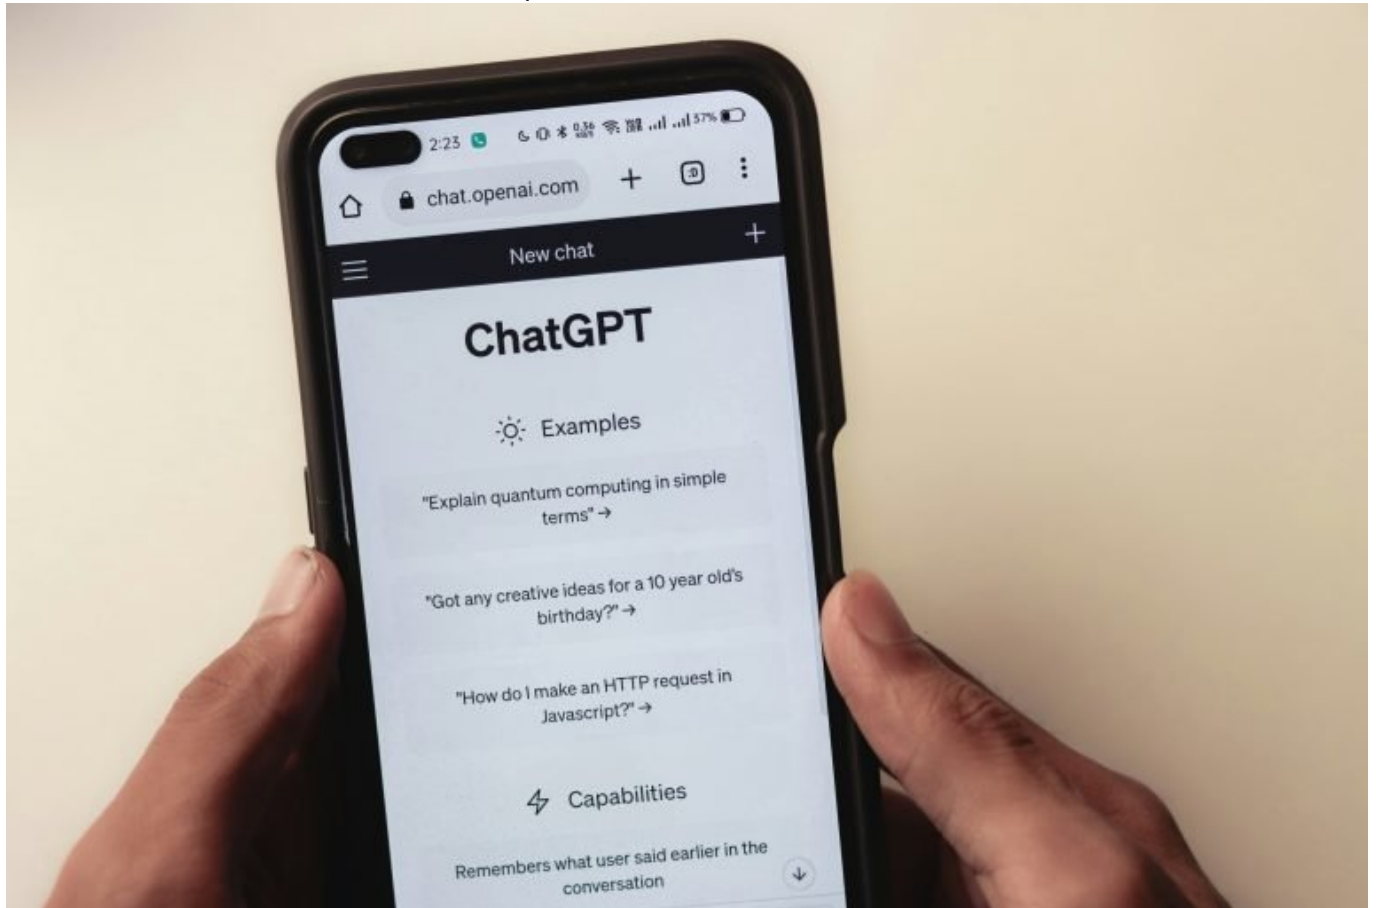 2:23 0.36 57%
chat.openai.com :D
New chat
ChatGPT
Examples
"Explain quantum computing in simple
terms" →
"Got any creative ideas for a 10 year old's
birthday?" →
"How do I make an HTTP request in
Javascript?" →
Capabilities
Remembers what user said earlier in the
conversation